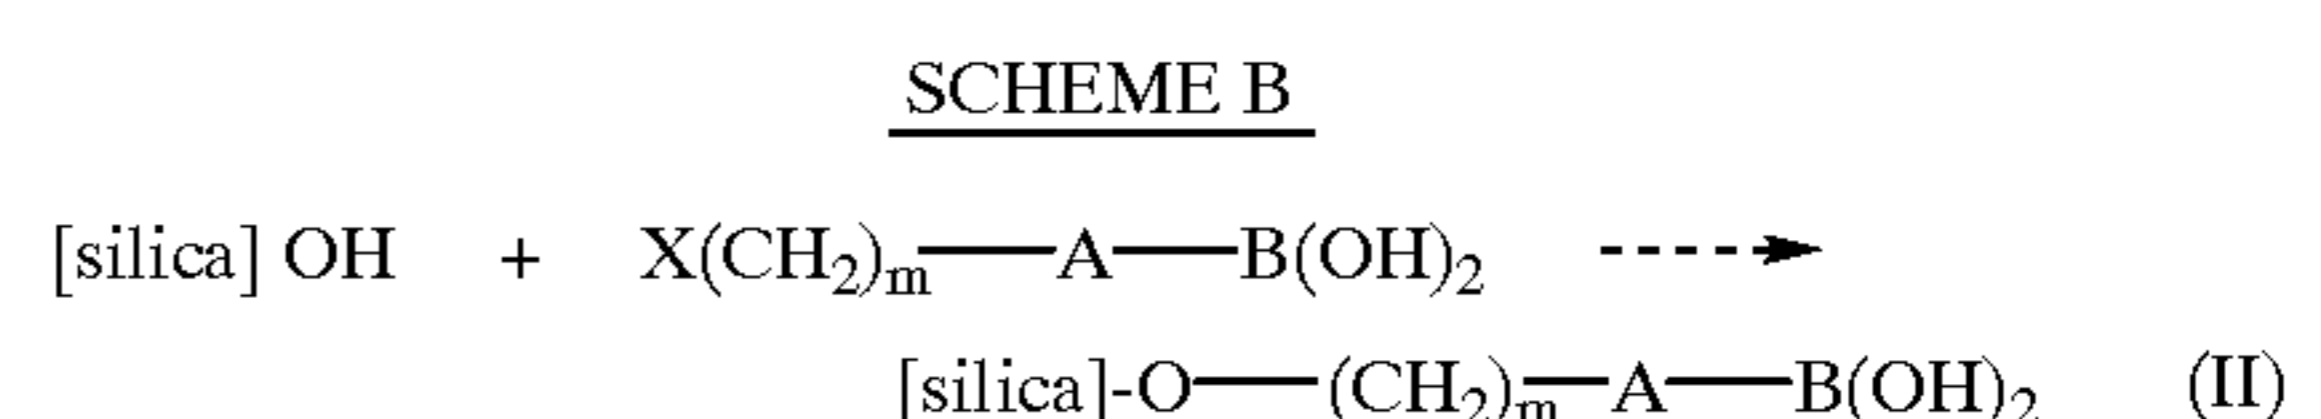 SCHEME B
[silica] OH + X(CH₂)ₘ—A—B(OH)₂ ----➤
[silica]-O—(CH₂)ₘ—A—B(OH)₂ (II)